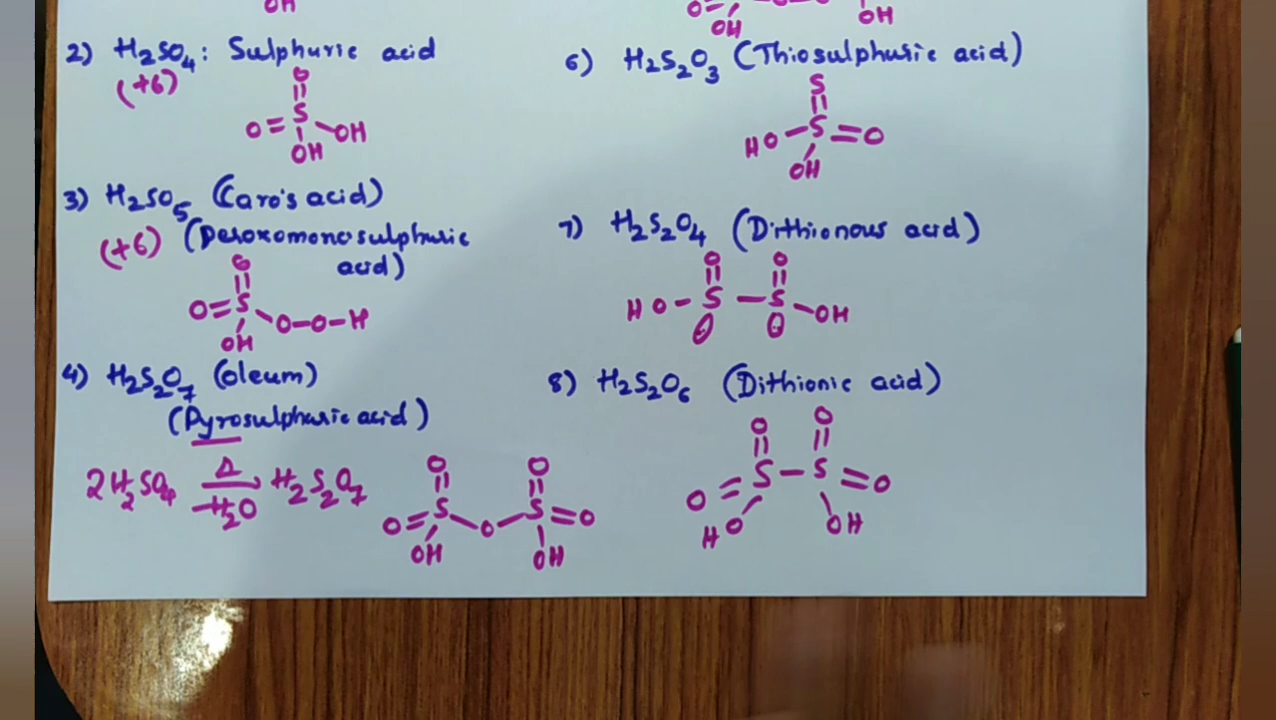 OH
2) H₂SO₄ : Sulphuric acid
(+6)
O
||
O = S - OH
OH
3) H₂SO₅ (Caro's acid)
(+6) (Peroxomonosulphuric
acid)
O
||
O = S
OH O - O - H
4) H₂S₂O₇ (oleum)
(Pyrosulphuric acid)
2H₂SO₄ Δ → H₂S₂O₇
-H₂O
O O
|| ||
O = S - O - S = O
OH OH
O
OH OH
6) H₂S₂O₃ (Thiosulphuric acid)
S
||
HO - S = O
OH
7) H₂S₂O₄ (Dithionous acid)
O O
|| ||
HO - S - S - OH
8) H₂S₂O₆ (Dithionic acid)
O O
|| ||
O = S - S = O
HO OH